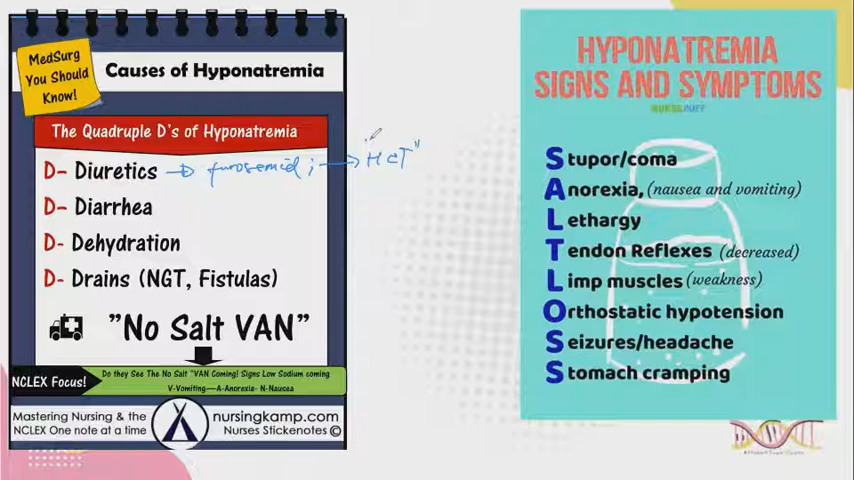 MedSurg
You Should
Know!
Causes of Hyponatremia
The Quadruple D's of Hyponatremia
D- Diuretics → furosemid ; → "HCT"
D- Diarrhea
D- Dehydration
D- Drains (NGT, Fistulas)
"No Salt VAN"
NCLEX Focus!
Do they See The No Salt "VAN Coming! Signs Low Sodium coming
V-Vomiting—A-Anorexia- N-Nausea
Mastering Nursing & the
NCLEX One note at a time
nursingkamp.com
Nurses Stickenotes ©
HYPONATREMIA
SIGNS AND SYMPTOMS
NURSEBUFF
Stupor/coma
Anorexia, (nausea and vomiting)
Lethargy
Tendon Reflexes (decreased)
Limp muscles (weakness)
Orthostatic hypotension
Seizures/headache
Stomach cramping